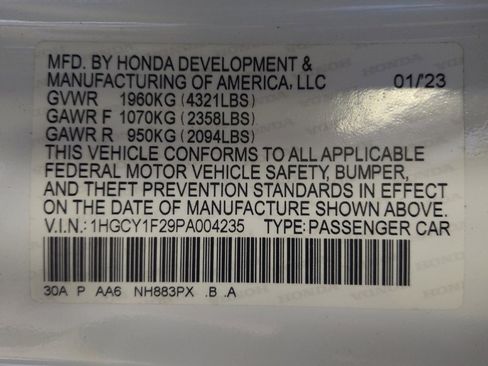 MFD. BY HONDA DEVELOPMENT &
MANUFACTURING OF AMERICA, LLC 01/'23
GVWR 1960KG (4321LBS)
GAWR F 1070KG (2358LBS)
GAWR R 950KG (2094LBS)
THIS VEHICLE CONFORMS TO ALL APPLICABLE
FEDERAL MOTOR VEHICLE SAFETY, BUMPER,
AND THEFT PREVENTION STANDARDS IN EFFECT
ON THE DATE OF MANUFACTURE SHOWN ABOVE.
V.I.N.: 1HGCY1F29PA004235 TYPE: PASSENGER CAR
30A P AA6 NH883PX .B .A